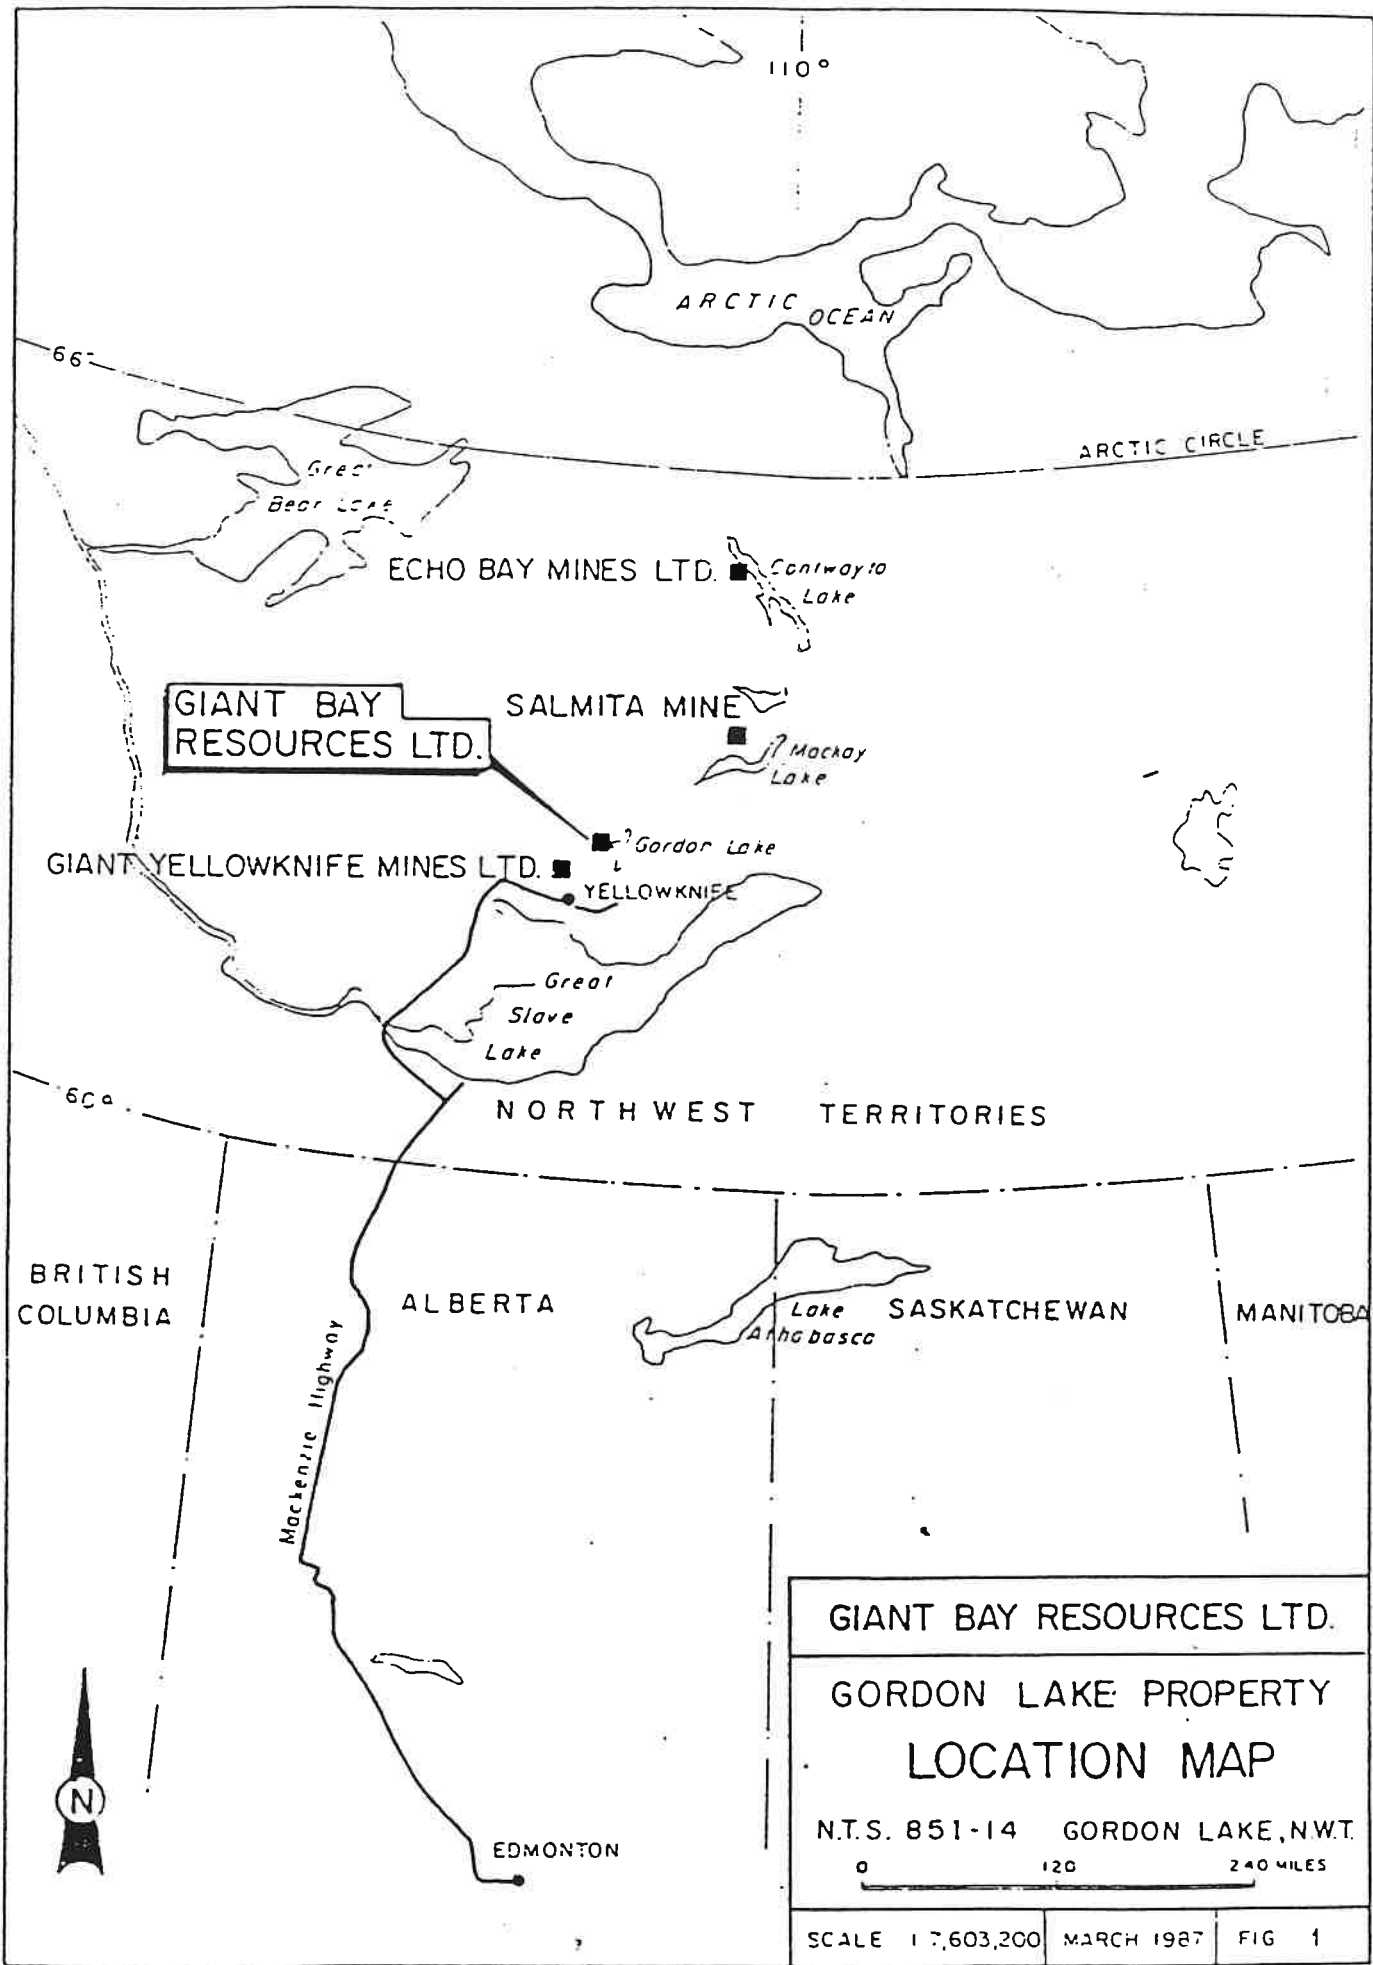 110°
ARCTIC OCEAN
66°
ARCTIC CIRCLE
Great
Bear Lake
ECHO BAY MINES LTD.
Contwoyto
Lake
GIANT BAY
RESOURCES LTD.
SALMITA MINE
Mackay
Lake
Gordon Lake
GIANT YELLOWKNIFE MINES LTD.
YELLOWKNIFE
Great
Slave
Lake
60°
NORTHWEST TERRITORIES
BRITISH
COLUMBIA
ALBERTA
Lake
Athabasca
SASKATCHEWAN
MANITOBA
Mackenzie Highway
N
EDMONTON
GIANT BAY RESOURCES LTD.
GORDON LAKE PROPERTY
LOCATION MAP
N.T.S. 851-14 GORDON LAKE, N.W.T.
0 120 240 MILES
SCALE 1:7,603,200 MARCH 1987 FIG 1